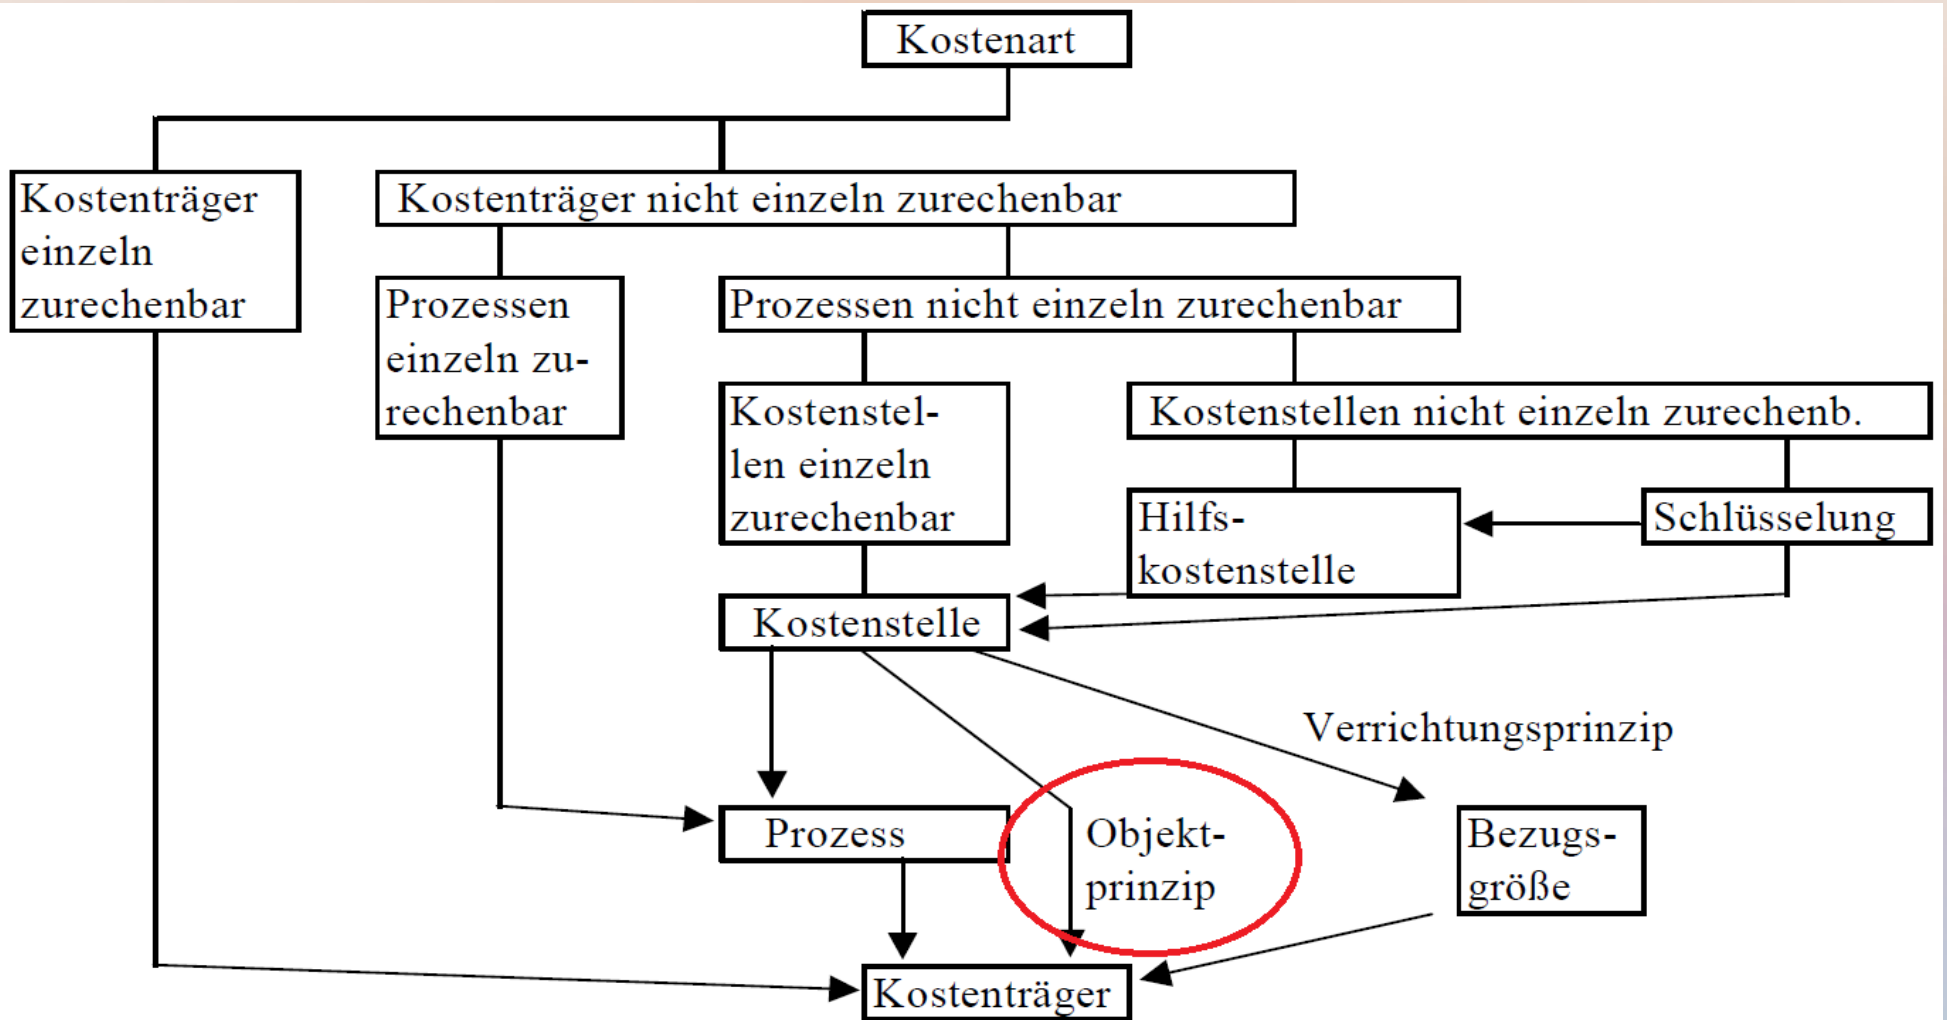 Kostenart
Kostenträger
einzeln
zurechenbar
Kostenträger nicht einzeln zurechenbar
Prozessen
einzeln zu-
rechenbar
Prozessen nicht einzeln zurechenbar
Kostenstel-
len einzeln
zurechenbar
Kostenstellen nicht einzeln zurechenb.
Hilfs-
kostenstelle
Schlüsselung
Kostenstelle
Verrichtungsprinzip
Prozess
Objekt-
prinzip
Bezugs-
größe
Kostenträger